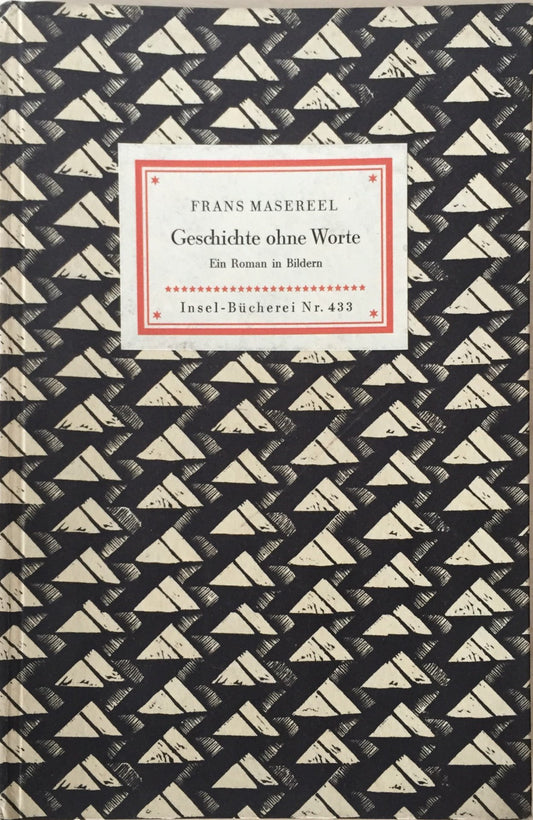 FRANS MASEREEL
Geschichte ohne Worte
Ein Roman in Bildern
Insel-Bücherei Nr. 433